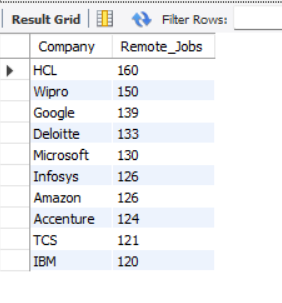 Result Grid Filter Rows:
Company Remote_Jobs
HCL 160
Wipro 150
Google 139
Deloitte 133
Microsoft 130
Infosys 126
Amazon 126
Accenture 124
TCS 121
IBM 120